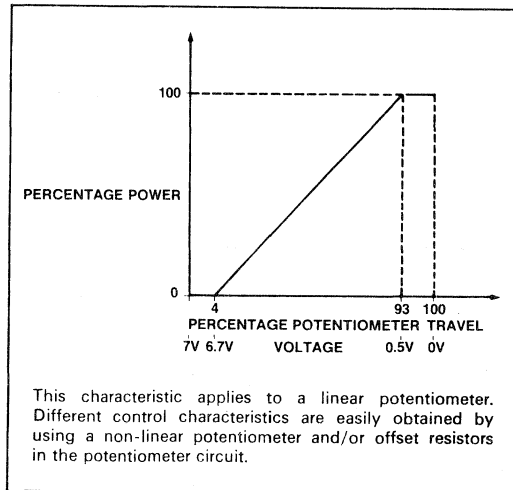 100
PERCENTAGE POWER
0
4 93 100
PERCENTAGE POTENTIOMETER TRAVEL
7V 6.7V VOLTAGE 0.5V 0V
This characteristic applies to a linear potentiometer.
Different control characteristics are easily obtained by
using a non-linear potentiometer and/or offset resistors
in the potentiometer circuit.